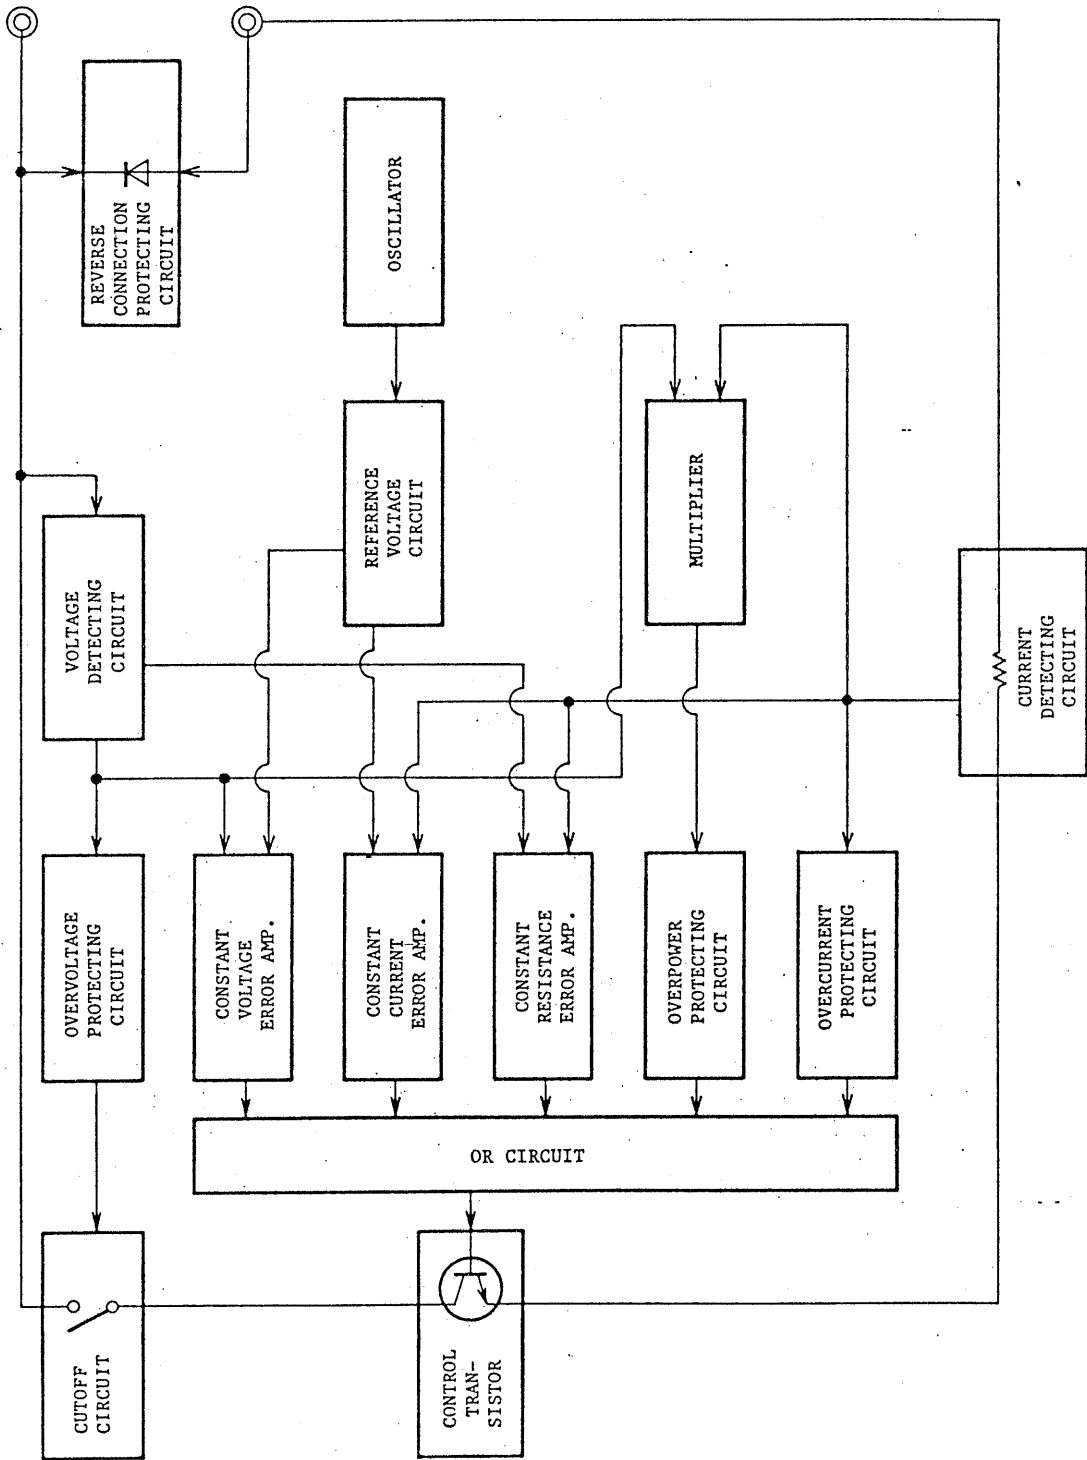 REVERSE
CONNECTION
PROTECTING
CIRCUIT
OSCILLATOR
VOLTAGE
DETECTING
CIRCUIT
REFERENCE
VOLTAGE
CIRCUIT
MULTIPLIER
CURRENT
DETECTING
CIRCUIT
OVERVOLTAGE
PROTECTING
CIRCUIT
CONSTANT
VOLTAGE
ERROR AMP.
CONSTANT
CURRENT
ERROR AMP.
CONSTANT
RESISTANCE
ERROR AMP.
OVERPOWER
PROTECTING
CIRCUIT
OVERCURRENT
PROTECTING
CIRCUIT
OR CIRCUIT
CUTOFF
CIRCUIT
CONTROL
TRAN-
SISTOR